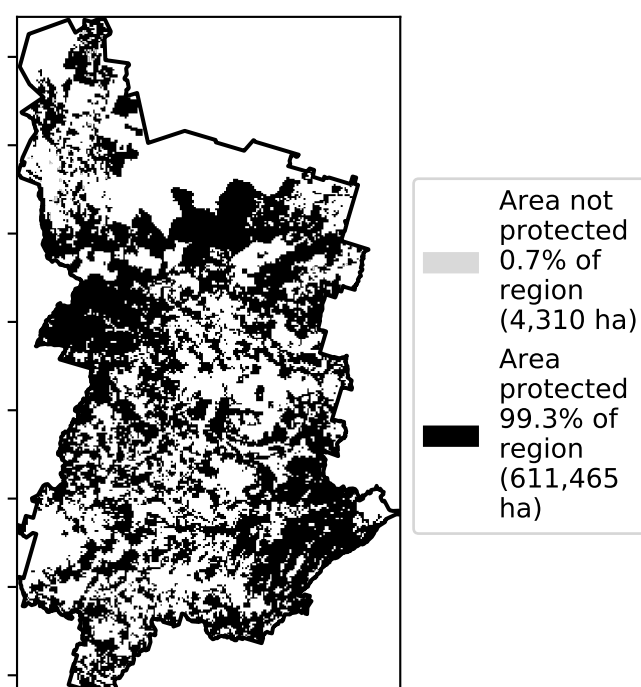 Area not
protected
0.7% of
region
(4,310 ha)
Area
protected
99.3% of
region
(611,465
ha)